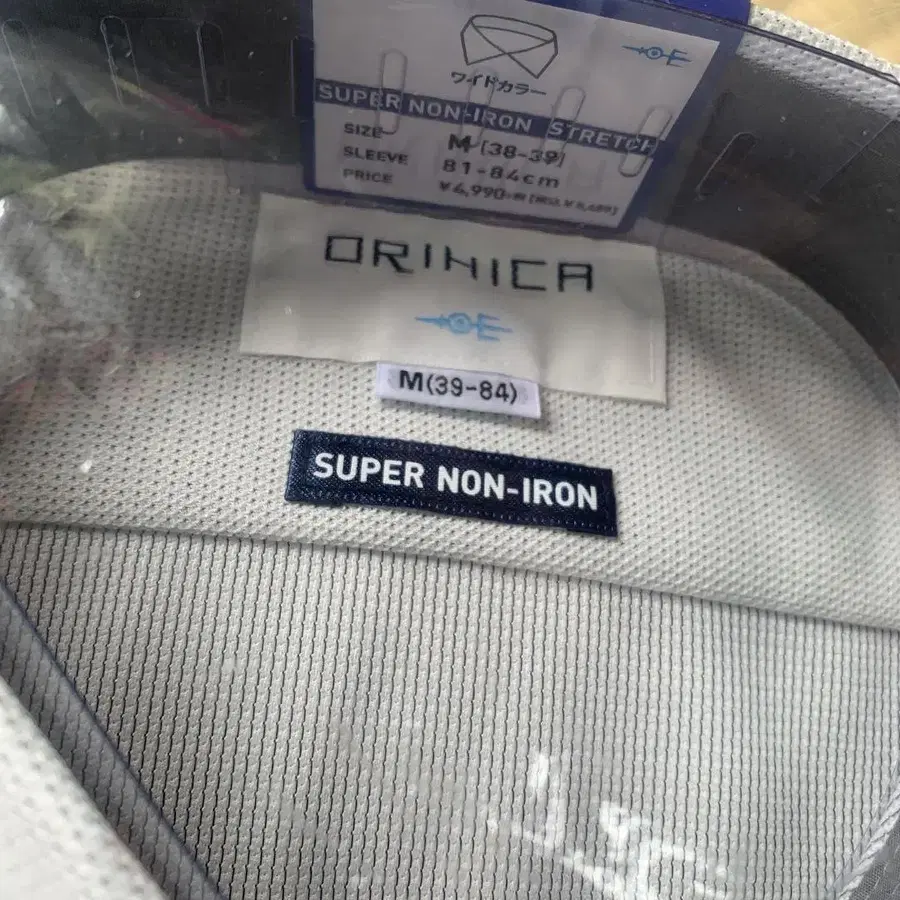 ワイドカラー
SUPER NON-IRON STRETCH
SIZE M (38-39)
SLEEVE 81-84cm
PRICE ¥4,990
ORIHICA
M(39-84)
SUPER NON-IRON